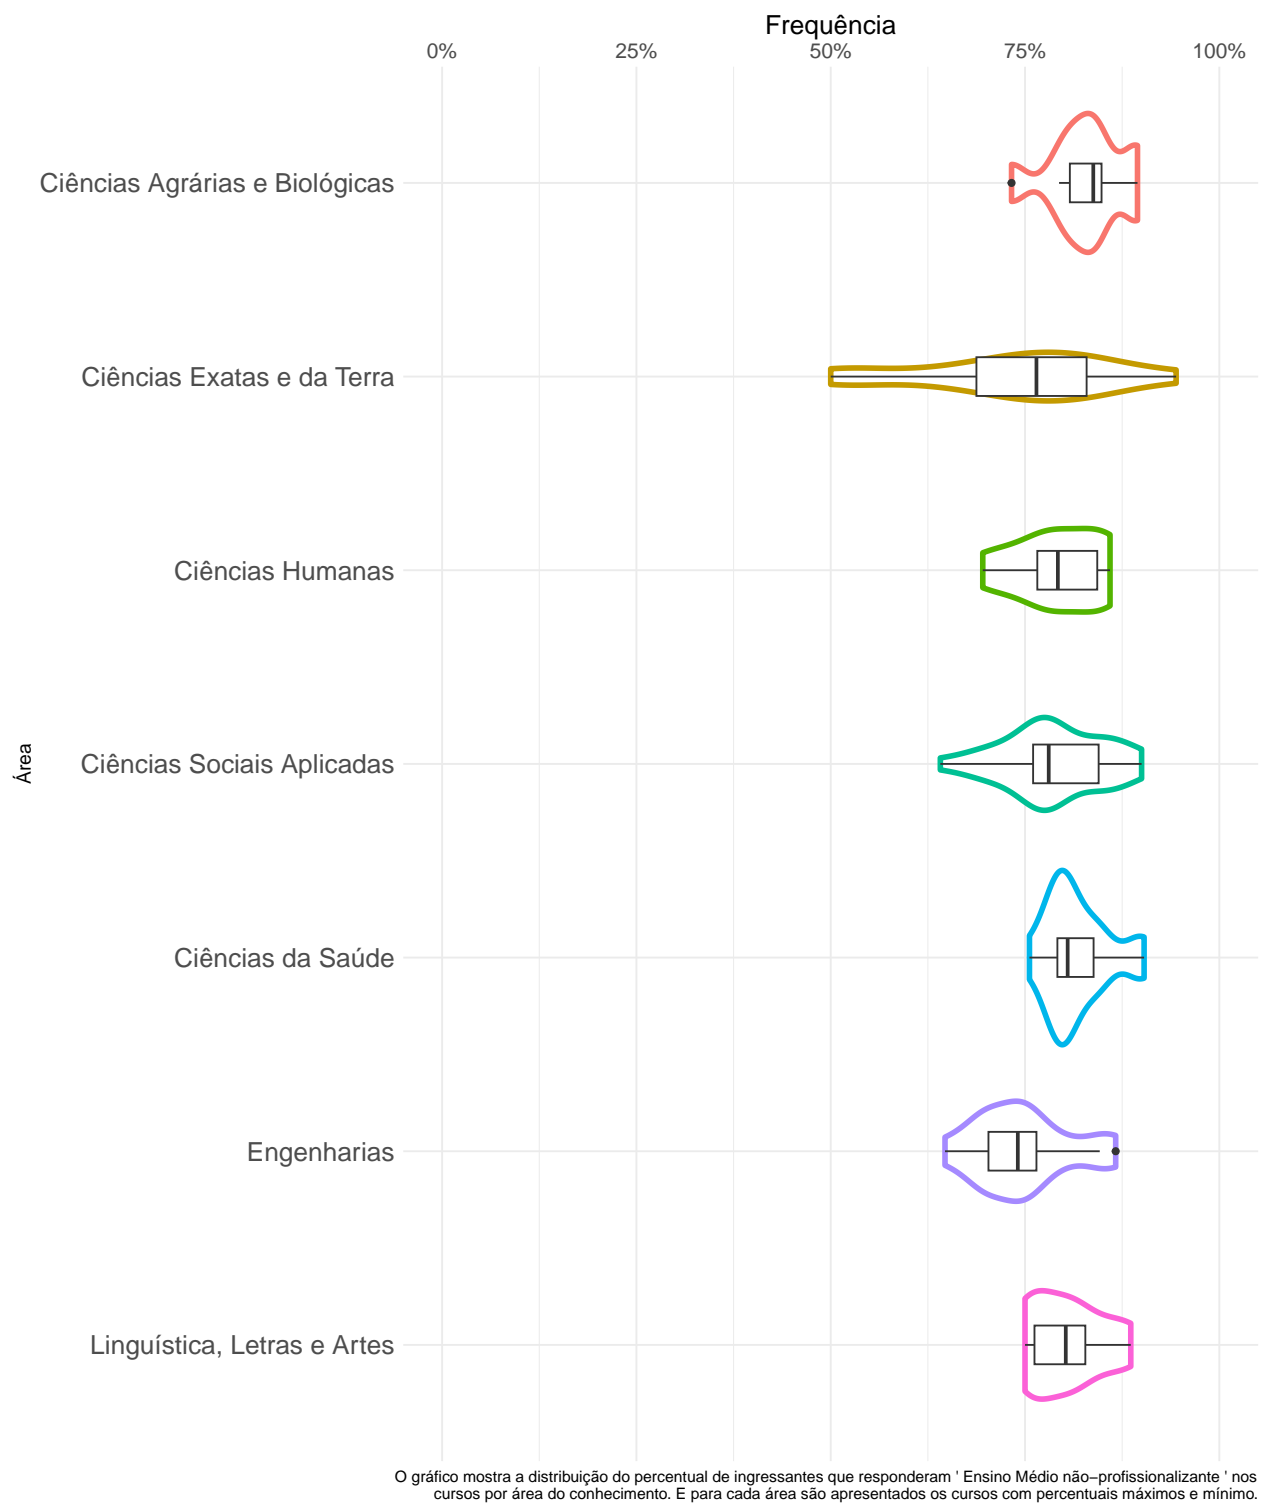 Frequência
0% 25% 50% 75% 100%
Ciências Agrárias e Biológicas
Ciências Exatas e da Terra
Ciências Humanas
Área
Ciências Sociais Aplicadas
Ciências da Saúde
Engenharias
Linguística, Letras e Artes
O gráfico mostra a distribuição do percentual de ingressantes que responderam ' Ensino Médio não−profissionalizante ' nos
cursos por área do conhecimento. E para cada área são apresentados os cursos com percentuais máximos e mínimo.